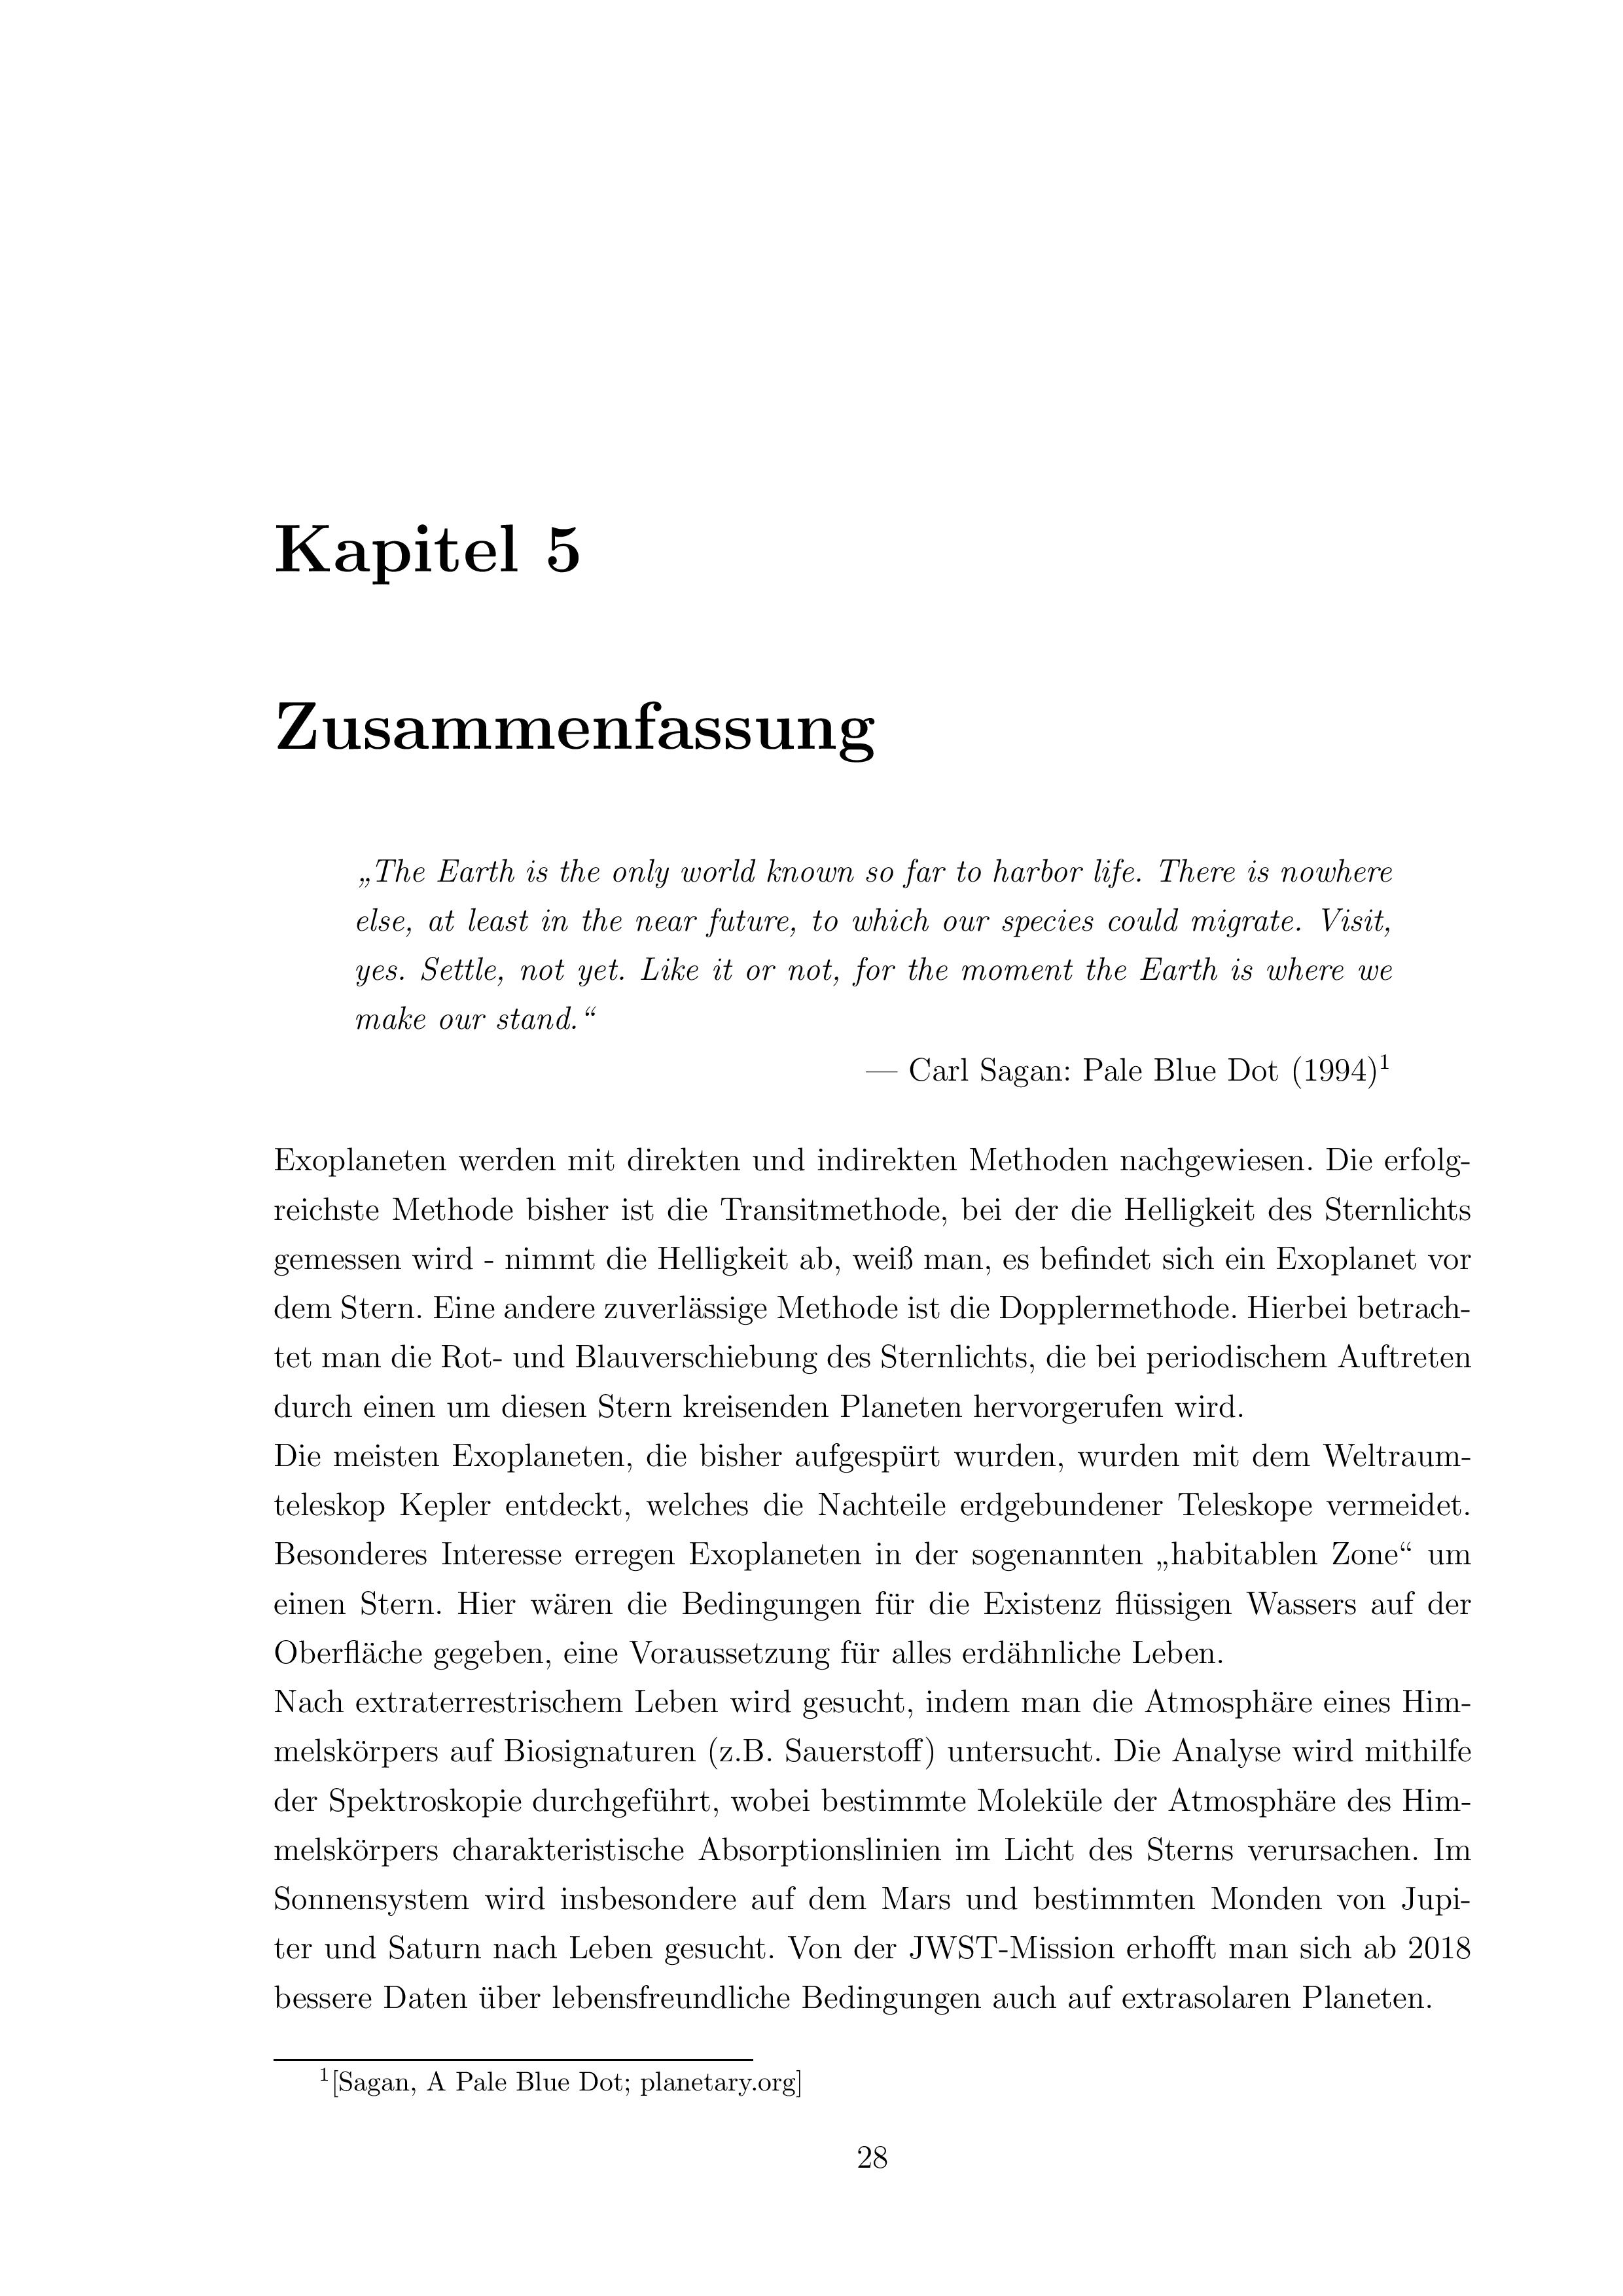 Kapitel 5
Zusammenfassung
„The Earth is the only world known so far to harbor life. There is nowhere
else, at least in the near future, to which our species could migrate. Visit,
yes. Settle, not yet. Like it or not, for the moment the Earth is where we
make our stand.“
— Carl Sagan: Pale Blue Dot (1994)¹
Exoplaneten werden mit direkten und indirekten Methoden nachgewiesen. Die erfolg-
reichste Methode bisher ist die Transitmethode, bei der die Helligkeit des Sternlichts
gemessen wird - nimmt die Helligkeit ab, weiß man, es befindet sich ein Exoplanet vor
dem Stern. Eine andere zuverlässige Methode ist die Dopplermethode. Hierbei betrach-
tet man die Rot- und Blauverschiebung des Sternlichts, die bei periodischem Auftreten
durch einen um diesen Stern kreisenden Planeten hervorgerufen wird.
Die meisten Exoplaneten, die bisher aufgespürt wurden, wurden mit dem Weltraum-
teleskop Kepler entdeckt, welches die Nachteile erdgebundener Teleskope vermeidet.
Besonderes Interesse erregen Exoplaneten in der sogenannten „habitablen Zone“ um
einen Stern. Hier wären die Bedingungen für die Existenz flüssigen Wassers auf der
Oberfläche gegeben, eine Voraussetzung für alles erdähnliche Leben.
Nach extraterrestrischem Leben wird gesucht, indem man die Atmosphäre eines Him-
melskörpers auf Biosignaturen (z.B. Sauerstoff) untersucht. Die Analyse wird mithilfe
der Spektroskopie durchgeführt, wobei bestimmte Moleküle der Atmosphäre des Him-
melskörpers charakteristische Absorptionslinien im Licht des Sterns verursachen. Im
Sonnensystem wird insbesondere auf dem Mars und bestimmten Monden von Jupi-
ter und Saturn nach Leben gesucht. Von der JWST-Mission erhofft man sich ab 2018
bessere Daten über lebensfreundliche Bedingungen auch auf extrasolaren Planeten.
¹[Sagan, A Pale Blue Dot; planetary.org]
28